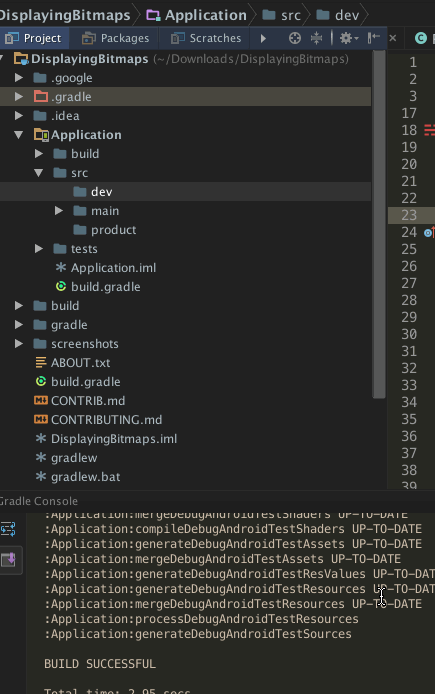 DisplayingBitmaps Application src dev
Project Packages Scratches
DisplayingBitmaps (~/Downloads/DisplayingBitmaps)
.google
.gradle
.idea
Application
build
src
dev
main
product
tests
Application.iml
build.gradle
build
gradle
screenshots
ABOUT.txt
build.gradle
CONTRIB.md
CONTRIBUTING.md
DisplayingBitmaps.iml
gradlew
gradlew.bat
1
2
3
17
18
19
20
21
22
23
24
25
26
27
28
29
30
31
32
33
34
35
36
37
38
39
Gradle Console
:Application:mergeDebugAndroidTestShaders UP-TO-DATE
:Application:compileDebugAndroidTestShaders UP-TO-DATE
:Application:generateDebugAndroidTestAssets UP-TO-DATE
:Application:mergeDebugAndroidTestAssets UP-TO-DATE
:Application:generateDebugAndroidTestResValues UP-TO-DAT
:Application:generateDebugAndroidTestResources UP-TO-DAT
:Application:mergeDebugAndroidTestResources UP-TO-DATE
:Application:processDebugAndroidTestResources
:Application:generateDebugAndroidTestSources
BUILD SUCCESSFUL
Total time: 2.95 secs